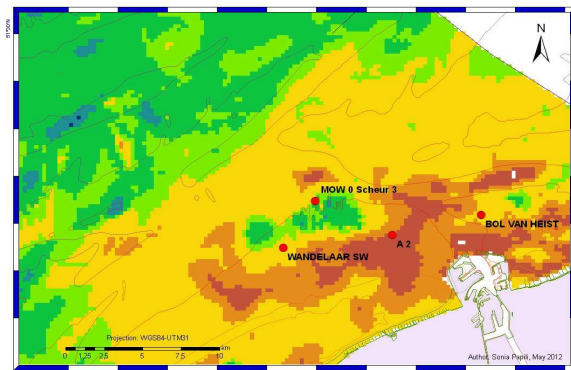 N
MOW 0 Scheur 3
BOL VAN HEIST
A 2
WANDELAAR SW
Projection: WGS84-UTM31
km
0 1,25 2,5 5 7,5 10
Author: Sonia Papili, May 2012